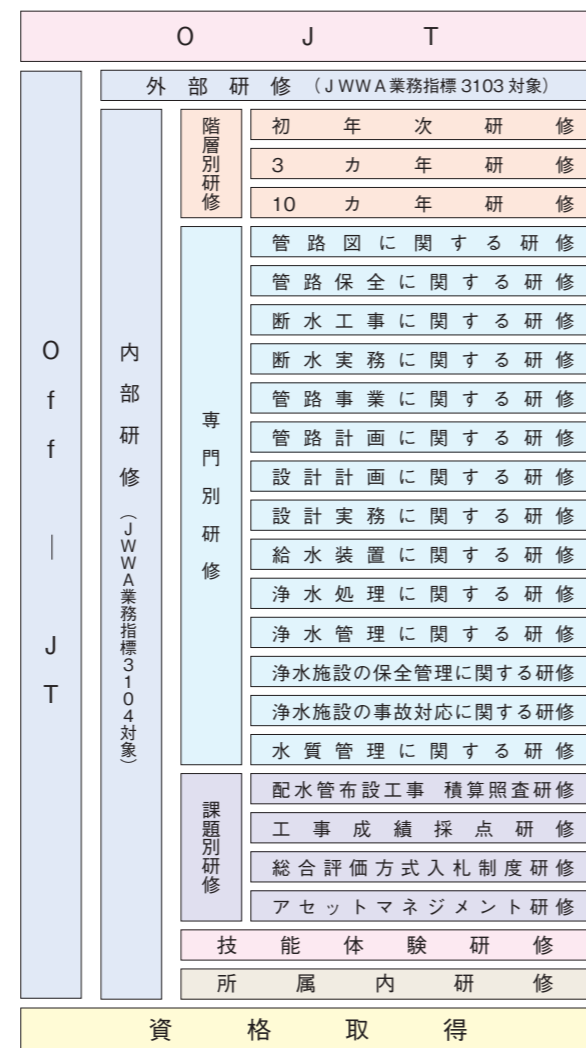 OJT
Off―JT
外部研修（JWWA業務指標3103対象）
内部研修（JWWA業務指標3104対象）
階層別研修
初年次研修
3カ年研修
10カ年研修
専門別研修
管路図に関する研修
管路保全に関する研修
断水工事に関する研修
断水実務に関する研修
管路事業に関する研修
管路計画に関する研修
設計計画に関する研修
設計実務に関する研修
給水装置に関する研修
浄水処理に関する研修
浄水管理に関する研修
浄水施設の保全管理に関する研修
浄水施設の事故対応に関する研修
水質管理に関する研修
課題別研修
配水管布設工事 積算照査研修
工事成績採点研修
総合評価方式入札制度研修
アセットマネジメント研修
技能体験研修
所属内研修
資格取得